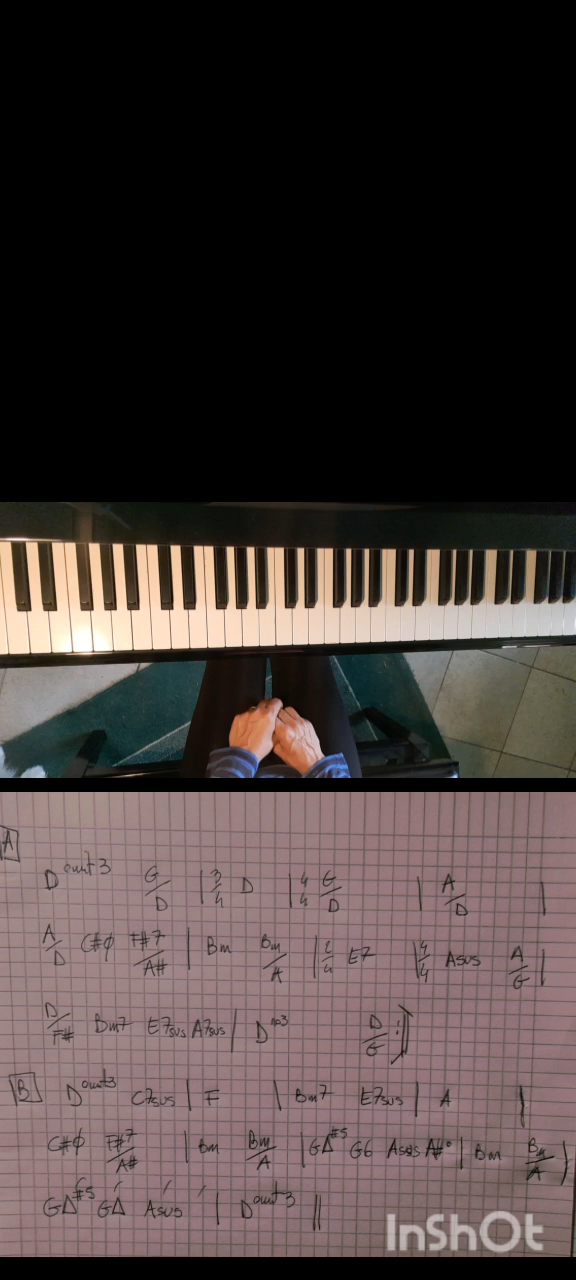 A
D omit3 G/D | 3/4 D | 4/4 G/D | A/D |
A/D C#ø F#7/A# | Bm Bm/A | 2/4 E7 | 4/4 Asus A/G |
D/F# Bm7 E7sus A7sus | D no3 D/G :||
B D omit3 C7sus | F | Bm7 E7sus | A |
C#ø F#7/A# | Bm Bm/A | GΔ#5 G6 Asus A#° | Bm Bm/A |
GΔ#5 GΔ Asus | D omit3 ||
InShOt